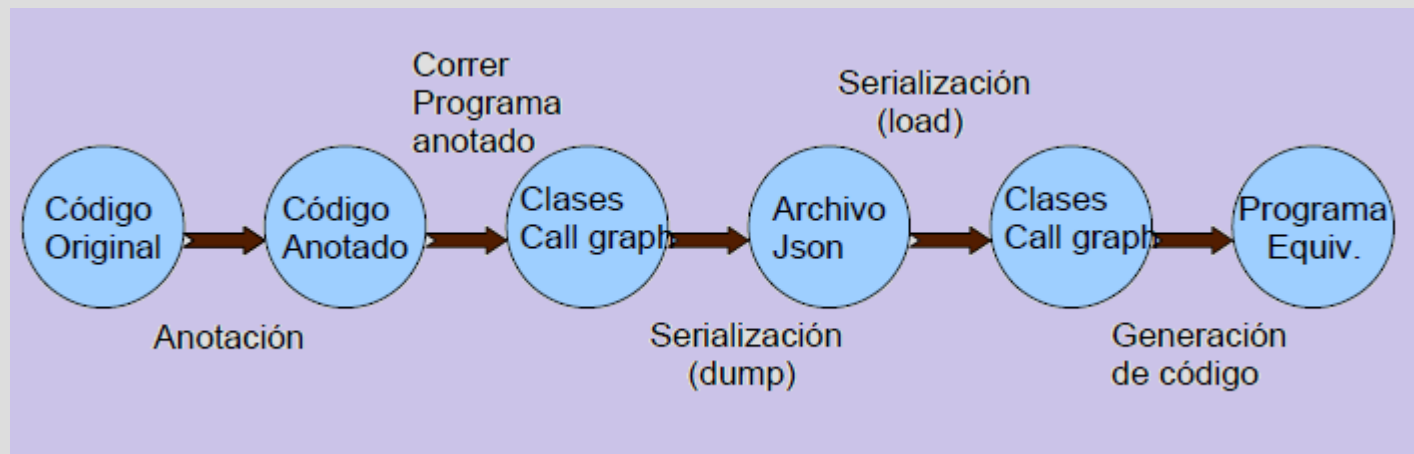 Correr
Programa
anotado
Serialización
(load)
Código
Original
Código
Anotado
Clases
Call graph
Archivo
Json
Clases
Call graph
Programa
Equiv.
Anotación
Serialización
(dump)
Generación
de código